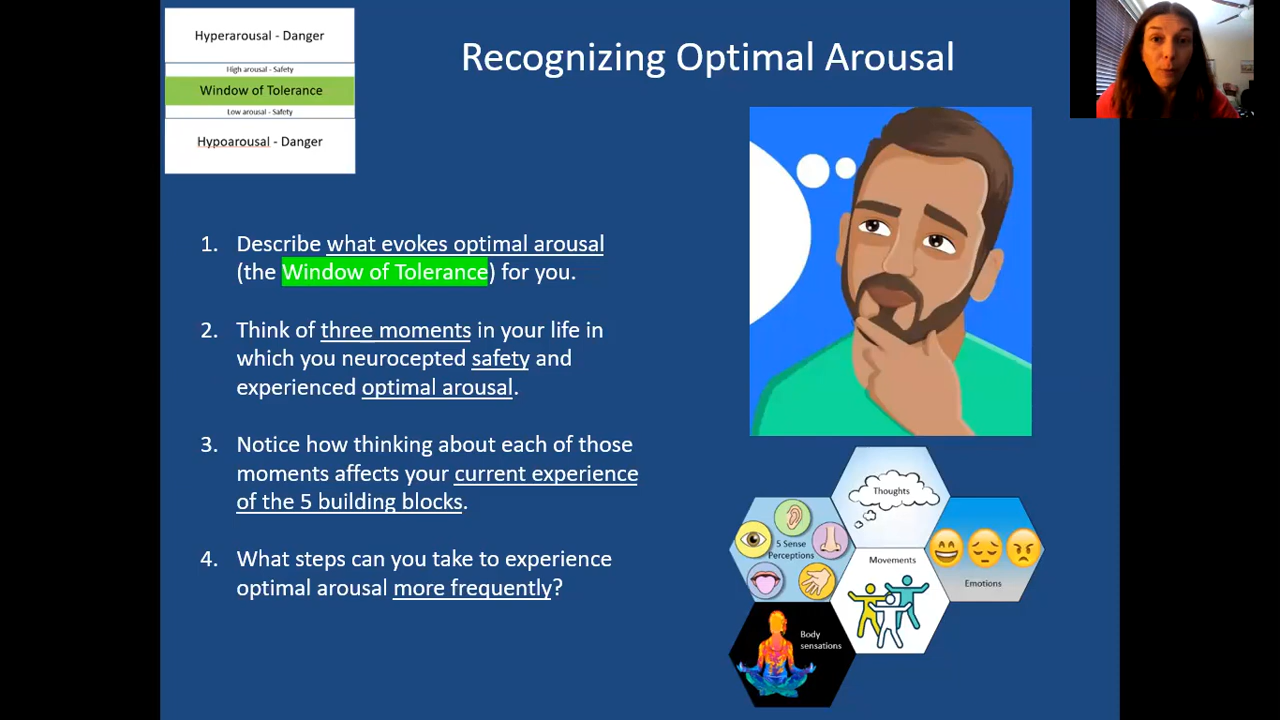 Hyperarousal - Danger
High arousal - Safety
Window of Tolerance
Low arousal - Safety
Hypoarousal - Danger
Recognizing Optimal Arousal
1. Describe what evokes optimal arousal
(the Window of Tolerance) for you.
2. Think of three moments in your life in
which you neurocepted safety and
experienced optimal arousal.
3. Notice how thinking about each of those
moments affects your current experience
of the 5 building blocks.
4. What steps can you take to experience
optimal arousal more frequently?
Thoughts
5 Sense
Perceptions
Movements
Emotions
Body
sensations